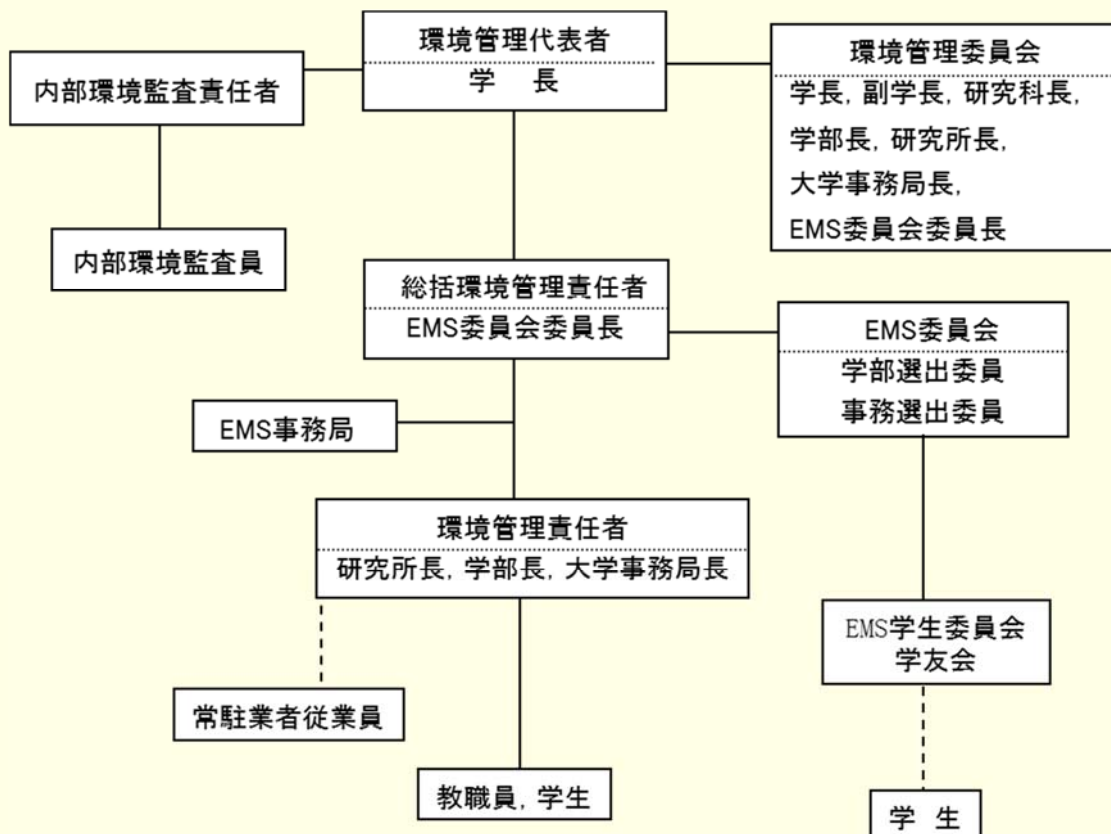 環境管理代表者
学 長
内部環境監査責任者
内部環境監査員
環境管理委員会
学長, 副学長, 研究科長,
学部長, 研究所長,
大学事務局長,
EMS委員会委員長
総括環境管理責任者
EMS委員会委員長
EMS委員会
学部選出委員
事務選出委員
EMS事務局
環境管理責任者
研究所長, 学部長, 大学事務局長
EMS学生委員会
学友会
常駐業者従業員
教職員, 学生
学 生